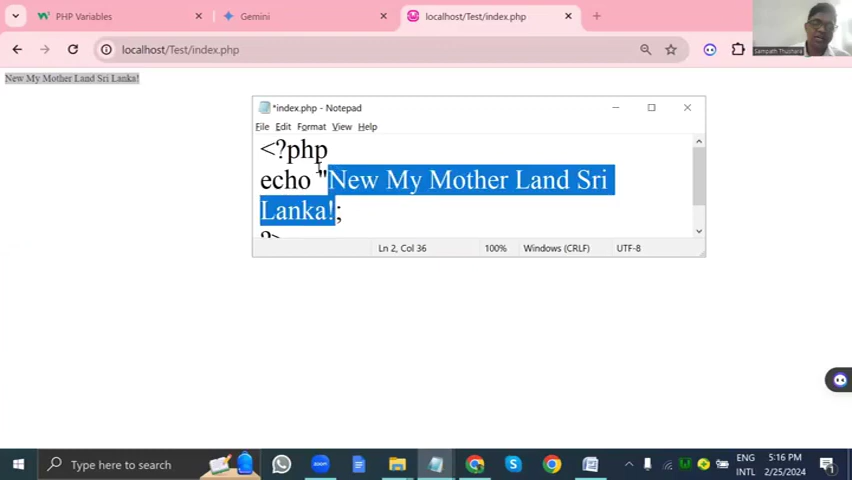 PHP Variables
Gemini
localhost/Test/index.php
localhost/Test/index.php
Sampath Thushara
New My Mother Land Sri Lanka!
*index.php - Notepad
File Edit Format View Help
<?php
echo "New My Mother Land Sri
Lanka!;
?>
Ln 2, Col 36 100% Windows (CRLF) UTF-8
Type here to search
ENG
INTL
5:16 PM
2/25/2024